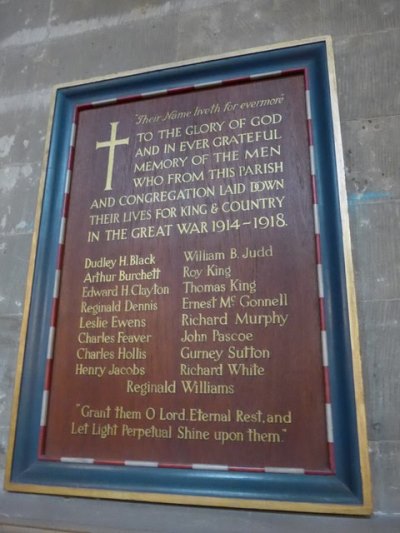 "Their Name liveth for evermore"
TO THE GLORY OF GOD
AND IN EVER GRATEFUL
MEMORY OF THE MEN
WHO FROM THIS PARISH
AND CONGREGATION LAID DOWN
THEIR LIVES FOR KING & COUNTRY
IN THE GREAT WAR 1914-1918.
Dudley H. Black
Arthur Burchett
Edward H. Clayton
Reginald Dennis
Leslie Ewens
Charles Feaver
Charles Hollis
Henry Jacobs
William B. Judd
Roy King
Thomas King
Ernest Mc Gonnell
Richard Murphy
John Pascoe
Gurney Sutton
Richard White
Reginald Williams
"Grant them O Lord, Eternal Rest, and
Let Light Perpetual Shine upon them."